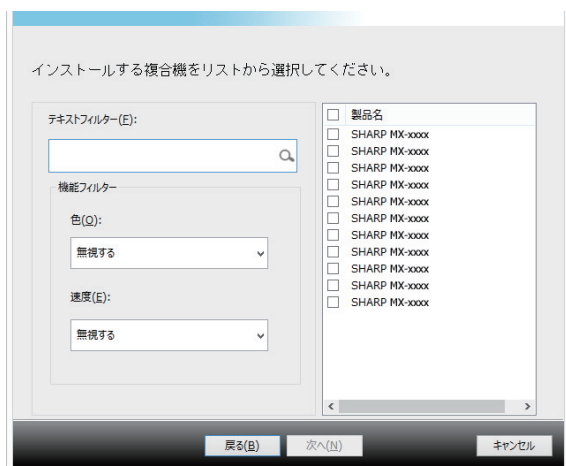 インストールする複合機をリストから選択してください。
テキストフィルター(F):
機能フィルター
色(O):
無視する
速度(E):
無視する
製品名
SHARP MX-xxxx
SHARP MX-xxxx
SHARP MX-xxxx
SHARP MX-xxxx
SHARP MX-xxxx
SHARP MX-xxxx
SHARP MX-xxxx
SHARP MX-xxxx
SHARP MX-xxxx
SHARP MX-xxxx
SHARP MX-xxxx
戻る(B)
次へ(N)
キャンセル